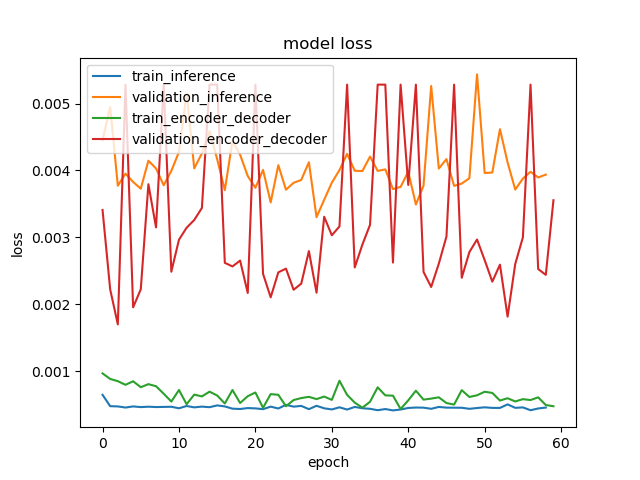 model loss
train_inference
validation_inference
train_encoder_decoder
validation_encoder_decoder
0.005
0.004
0.003
0.002
0.001
loss
0 10 20 30 40 50 60
epoch